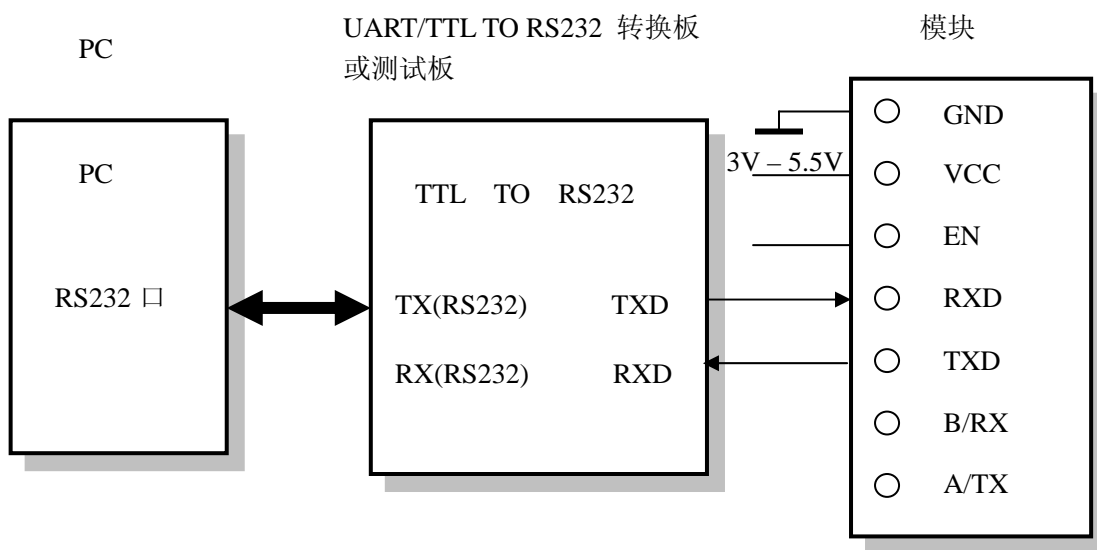 PC
UART/TTL TO RS232 转换板
或测试板
模块
PC
RS232 口
TTL TO RS232
TX(RS232) TXD
RX(RS232) RXD
3V – 5.5V
GND
VCC
EN
RXD
TXD
B/RX
A/TX